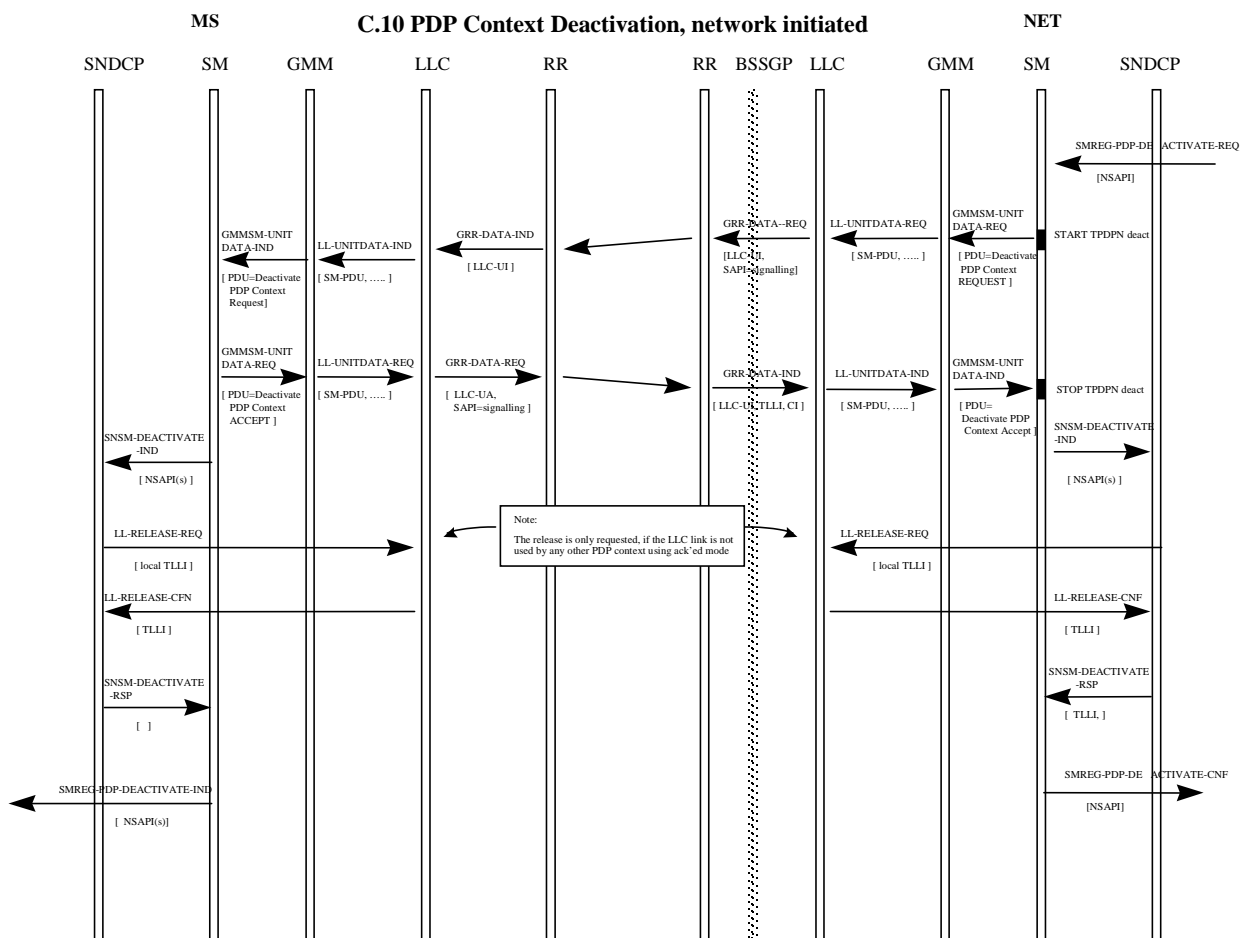 MS
C.10 PDP Context Deactivation, network initiated
NET
SNDCP
SM
GMM
LLC
RR
RR
BSSGP
LLC
GMM
SM
SNDCP
SMREG-PDP-DE ACTIVATE-REQ
[NSAPI]
GMMSM-UNIT
DATA-IND
[ PDU=Deactivate
PDP Context
Request]
LL-UNITDATA-IND
[ SM-PDU, ..... ]
GRR-DATA-IND
[ LLC-UI ]
GRR-DATA--REQ
[LLC-UI,
SAPI=signalling]
LL-UNITDATA-REQ
[ SM-PDU, ..... ]
GMMSM-UNIT
DATA-REQ
[ PDU=Deactivate
PDP Context
REQUEST ]
START TPDPN deact
GMMSM-UNIT
DATA-REQ
[ PDU=Deactivate
PDP Context
ACCEPT ]
LL-UNITDATA-REQ
[ SM-PDU, ..... ]
GRR-DATA-REQ
[ LLC-UA,
SAPI=signalling ]
GRR-DATA-IND
[ LLC-UI, TLLI, CI ]
LL-UNITDATA-IND
[ SM-PDU, ..... ]
GMMSM-UNIT
DATA-IND
[ PDU=
Deactivate PDP
Context Accept ]
STOP TPDPN deact
SNSM-DEACTIVATE
-IND
[ NSAPI(s) ]
SNSM-DEACTIVATE
-IND
[ NSAPI(s) ]
Note:
The release is only requested, if the LLC link is not
used by any other PDP context using ack'ed mode
LL-RELEASE-REQ
[ local TLLI ]
LL-RELEASE-REQ
[ local TLLI ]
LL-RELEASE-CFN
[ TLLI ]
LL-RELEASE-CNF
[ TLLI ]
SNSM-DEACTIVATE
-RSP
[ ]
SNSM-DEACTIVATE
-RSP
[ TLLI, ]
SMREG-PDP-DEACTIVATE-IND
[ NSAPI(s)]
SMREG-PDP-DE ACTIVATE-CNF
[NSAPI]